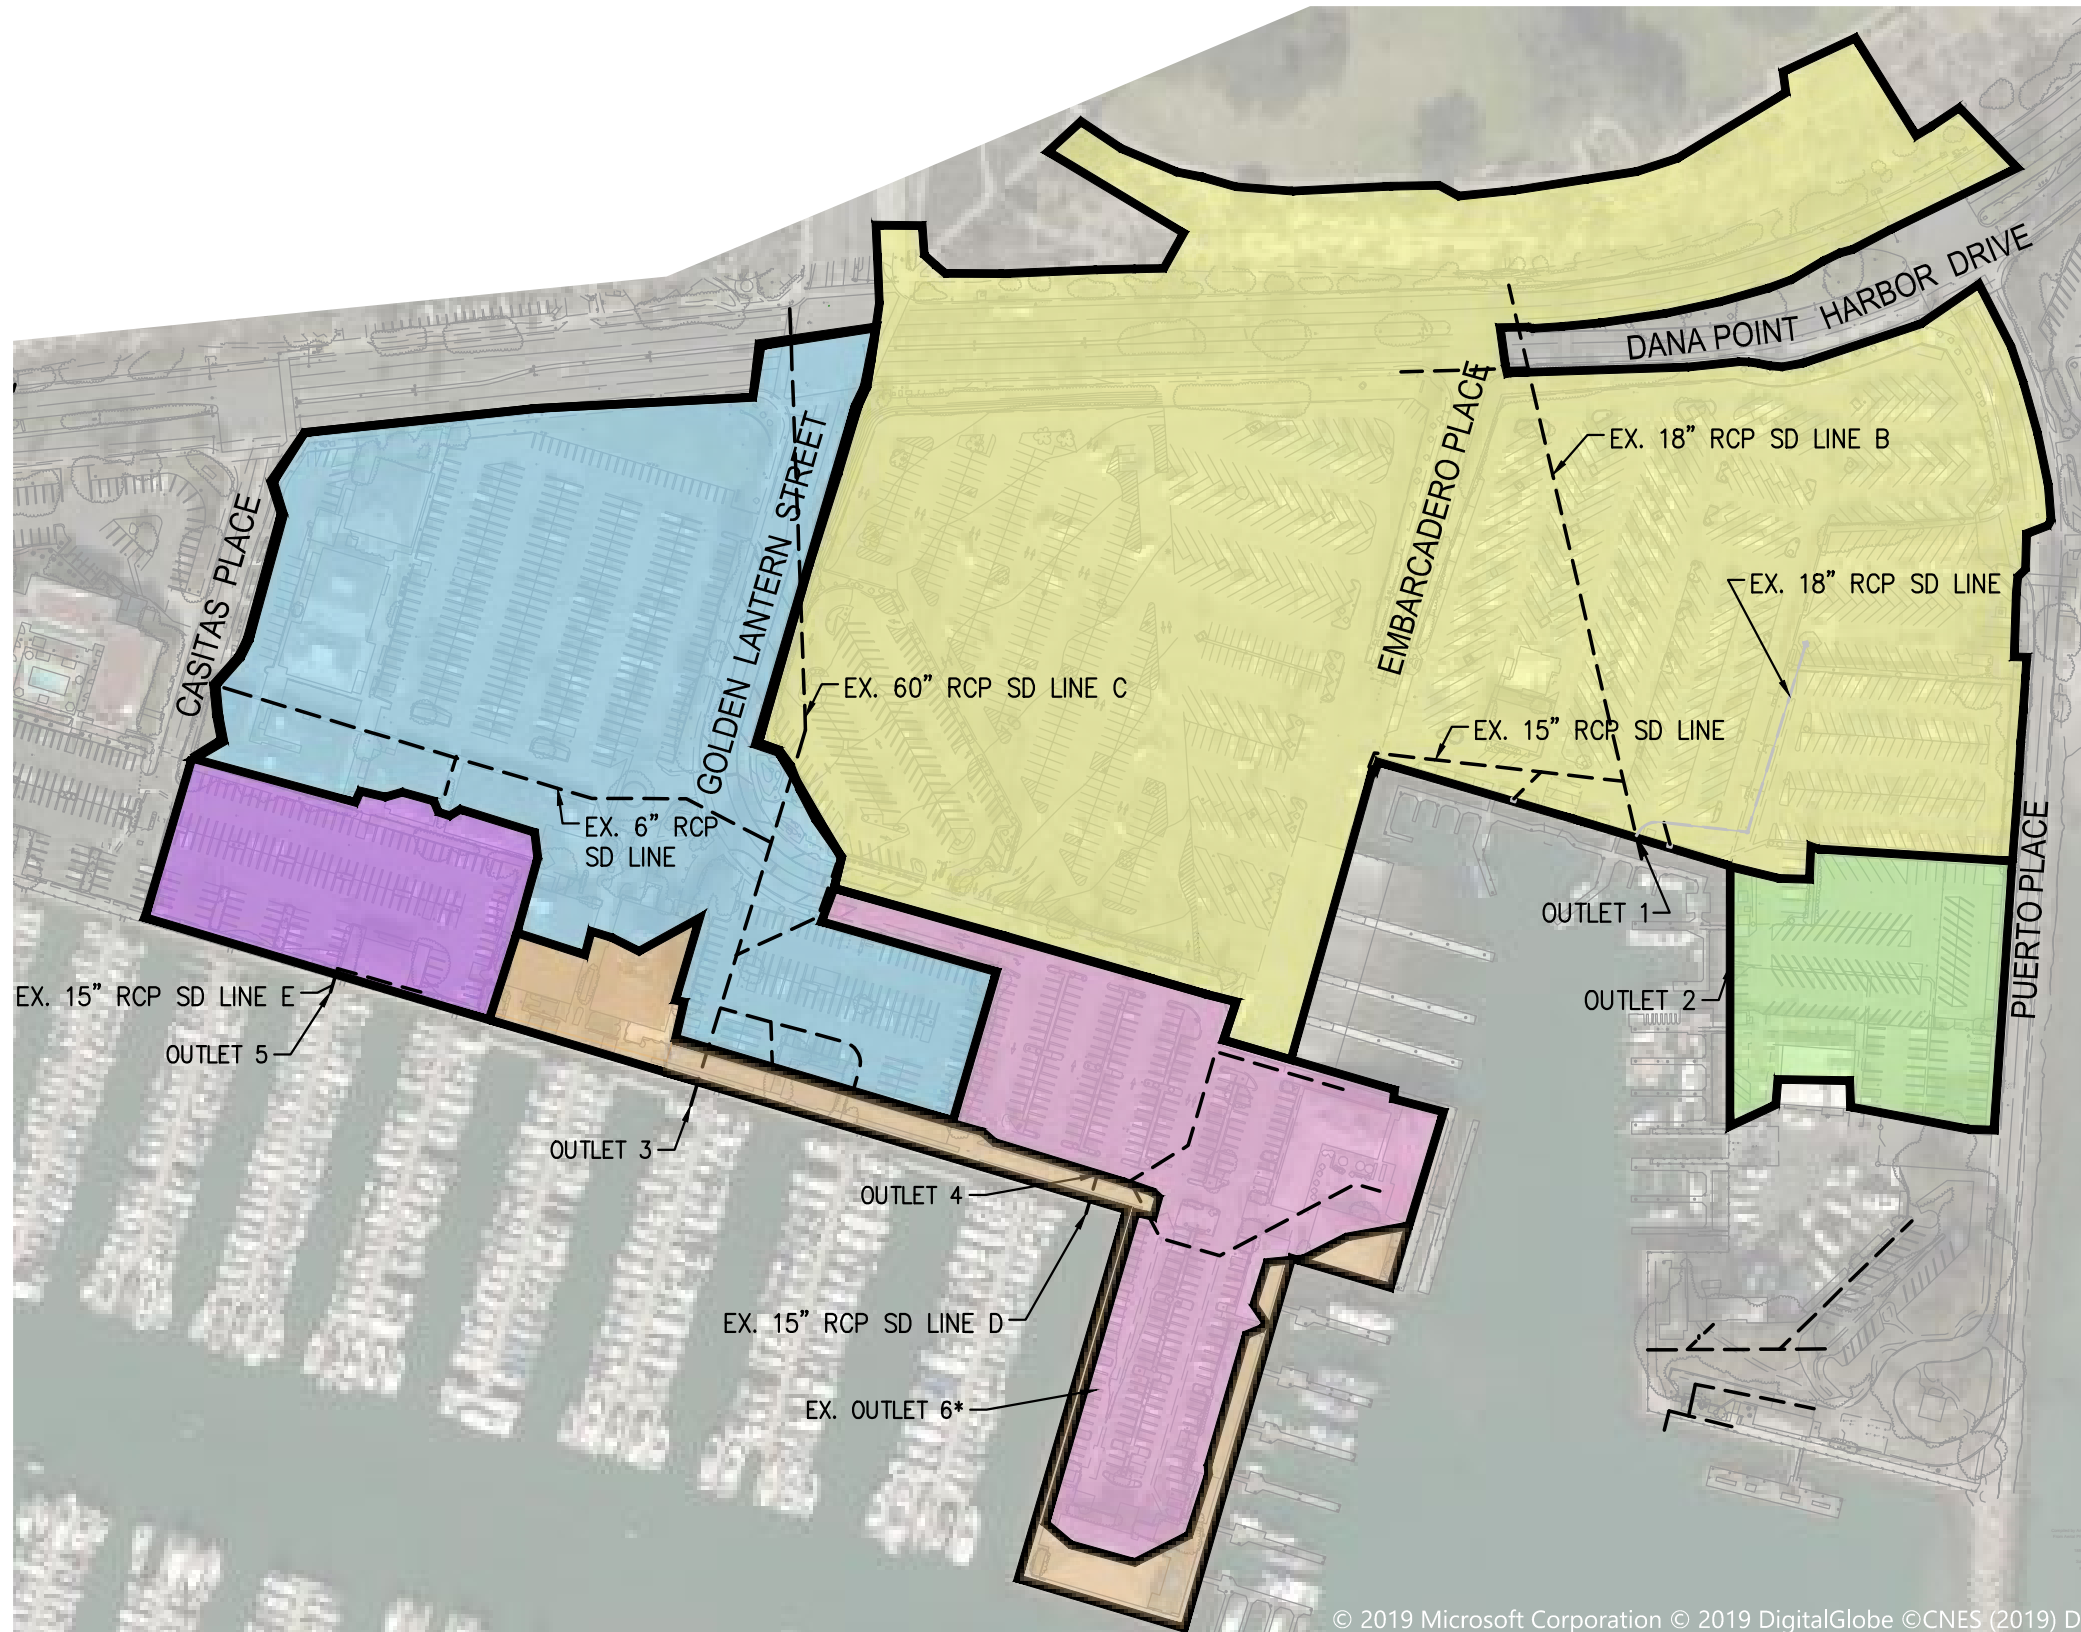 DANA POINT HARBOR DRIVE
EMBARCADERO PLACE
EX. 18” RCP SD LINE B
GOLDEN LANTERN STREET
CASITAS PLACE
EX. 18” RCP SD LINE
EX. 60” RCP SD LINE C
EX. 15” RCP SD LINE
EX. 6” RCP
SD LINE
PUERTO PLACE
OUTLET 1
EX. 15” RCP SD LINE E
OUTLET 2
OUTLET 5
OUTLET 3
OUTLET 4
EX. 15” RCP SD LINE D
EX. OUTLET 6*
© 2019 Microsoft Corporation © 2019 DigitalGlobe ©CNES (2019) D